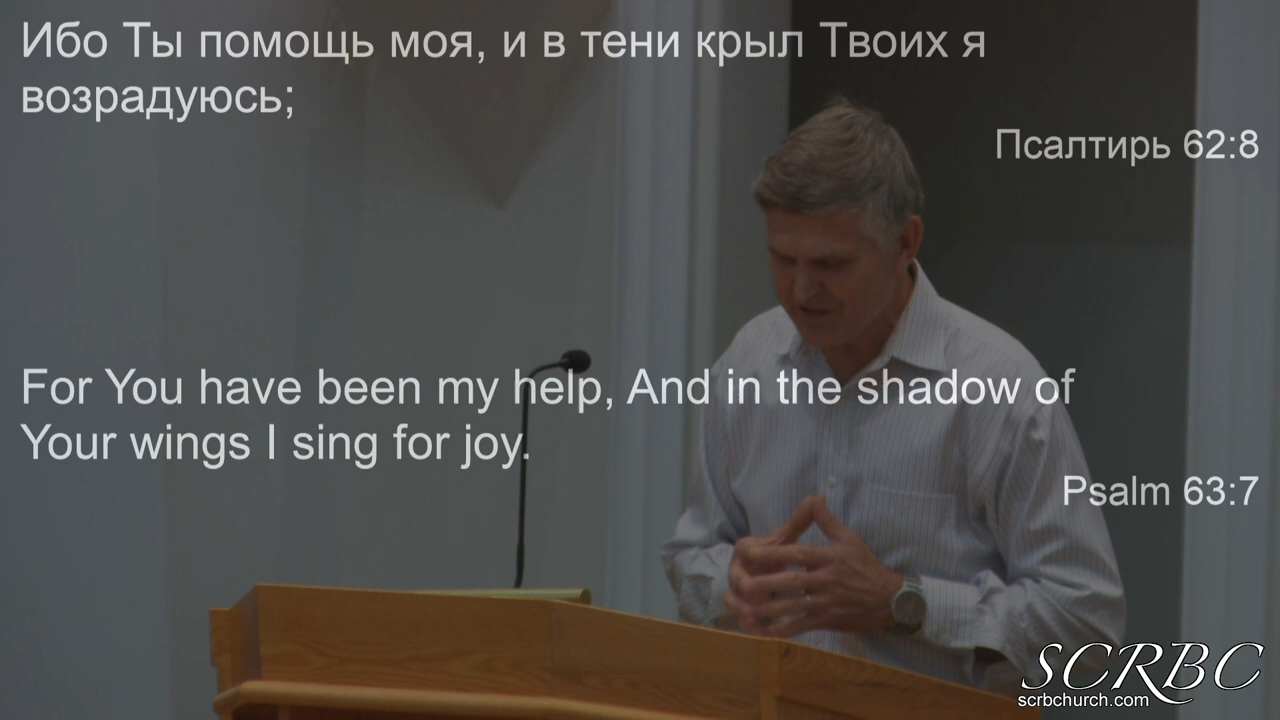 Ибо Ты помощь моя, и в тени крыл Твоих я
возрадуюсь;
Псалтирь 62:8
For You have been my help, And in the shadow of
Your wings I sing for joy.
Psalm 63:7
SCRBC
scrbchurch.com